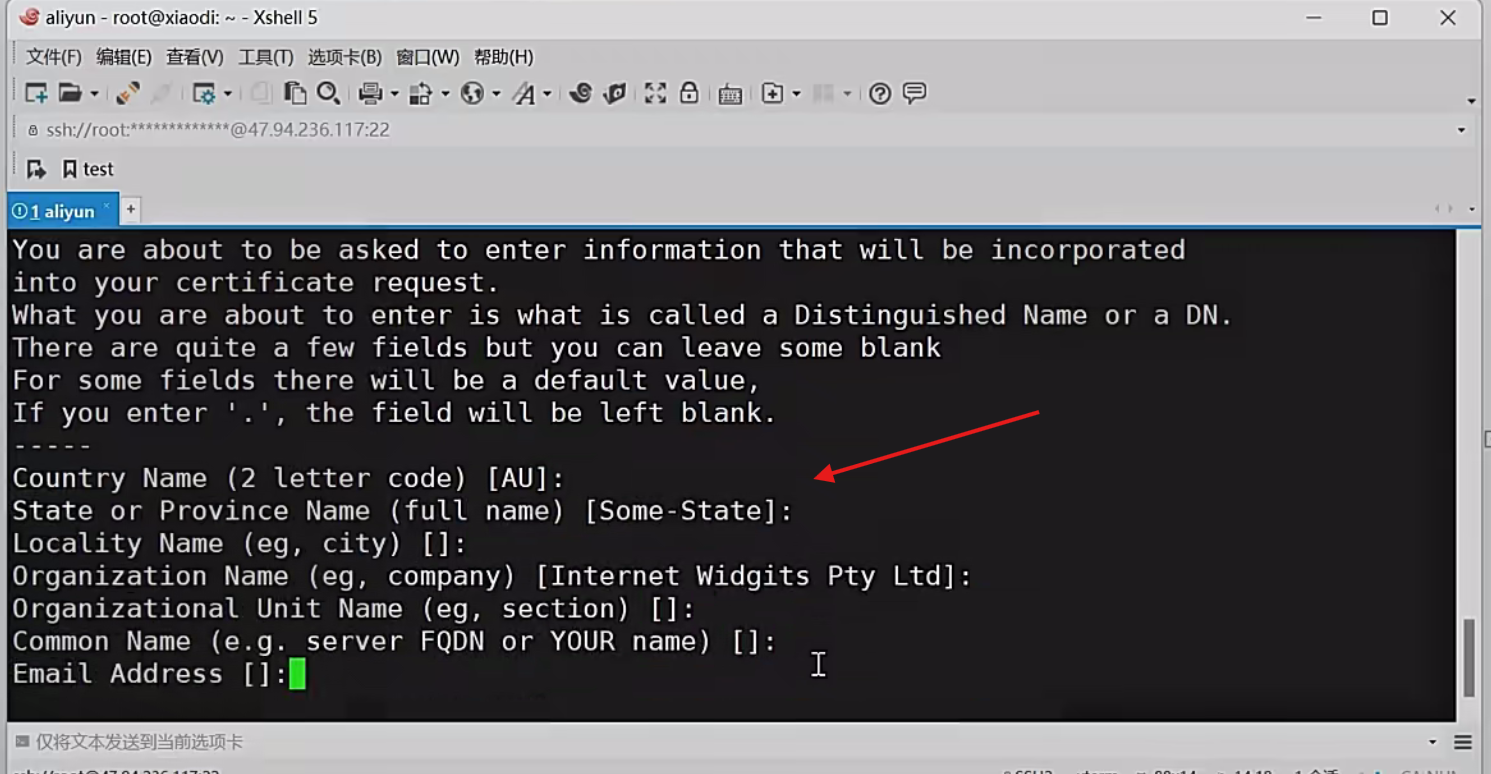 aliyun - root@xiaodi: ~ - Xshell 5
文件(F) 编辑(E) 查看(V) 工具(T) 选项卡(B) 窗口(W) 帮助(H)
ssh://root:*************@47.94.236.117:22
test
1 aliyun
You are about to be asked to enter information that will be incorporated
into your certificate request.
What you are about to enter is what is called a Distinguished Name or a DN.
There are quite a few fields but you can leave some blank
For some fields there will be a default value,
If you enter '.', the field will be left blank.
-----
Country Name (2 letter code) [AU]:
State or Province Name (full name) [Some-State]:
Locality Name (eg, city) []:
Organization Name (eg, company) [Internet Widgits Pty Ltd]:
Organizational Unit Name (eg, section) []:
Common Name (e.g. server FQDN or YOUR name) []:
Email Address []:
仅将文本发送到当前选项卡